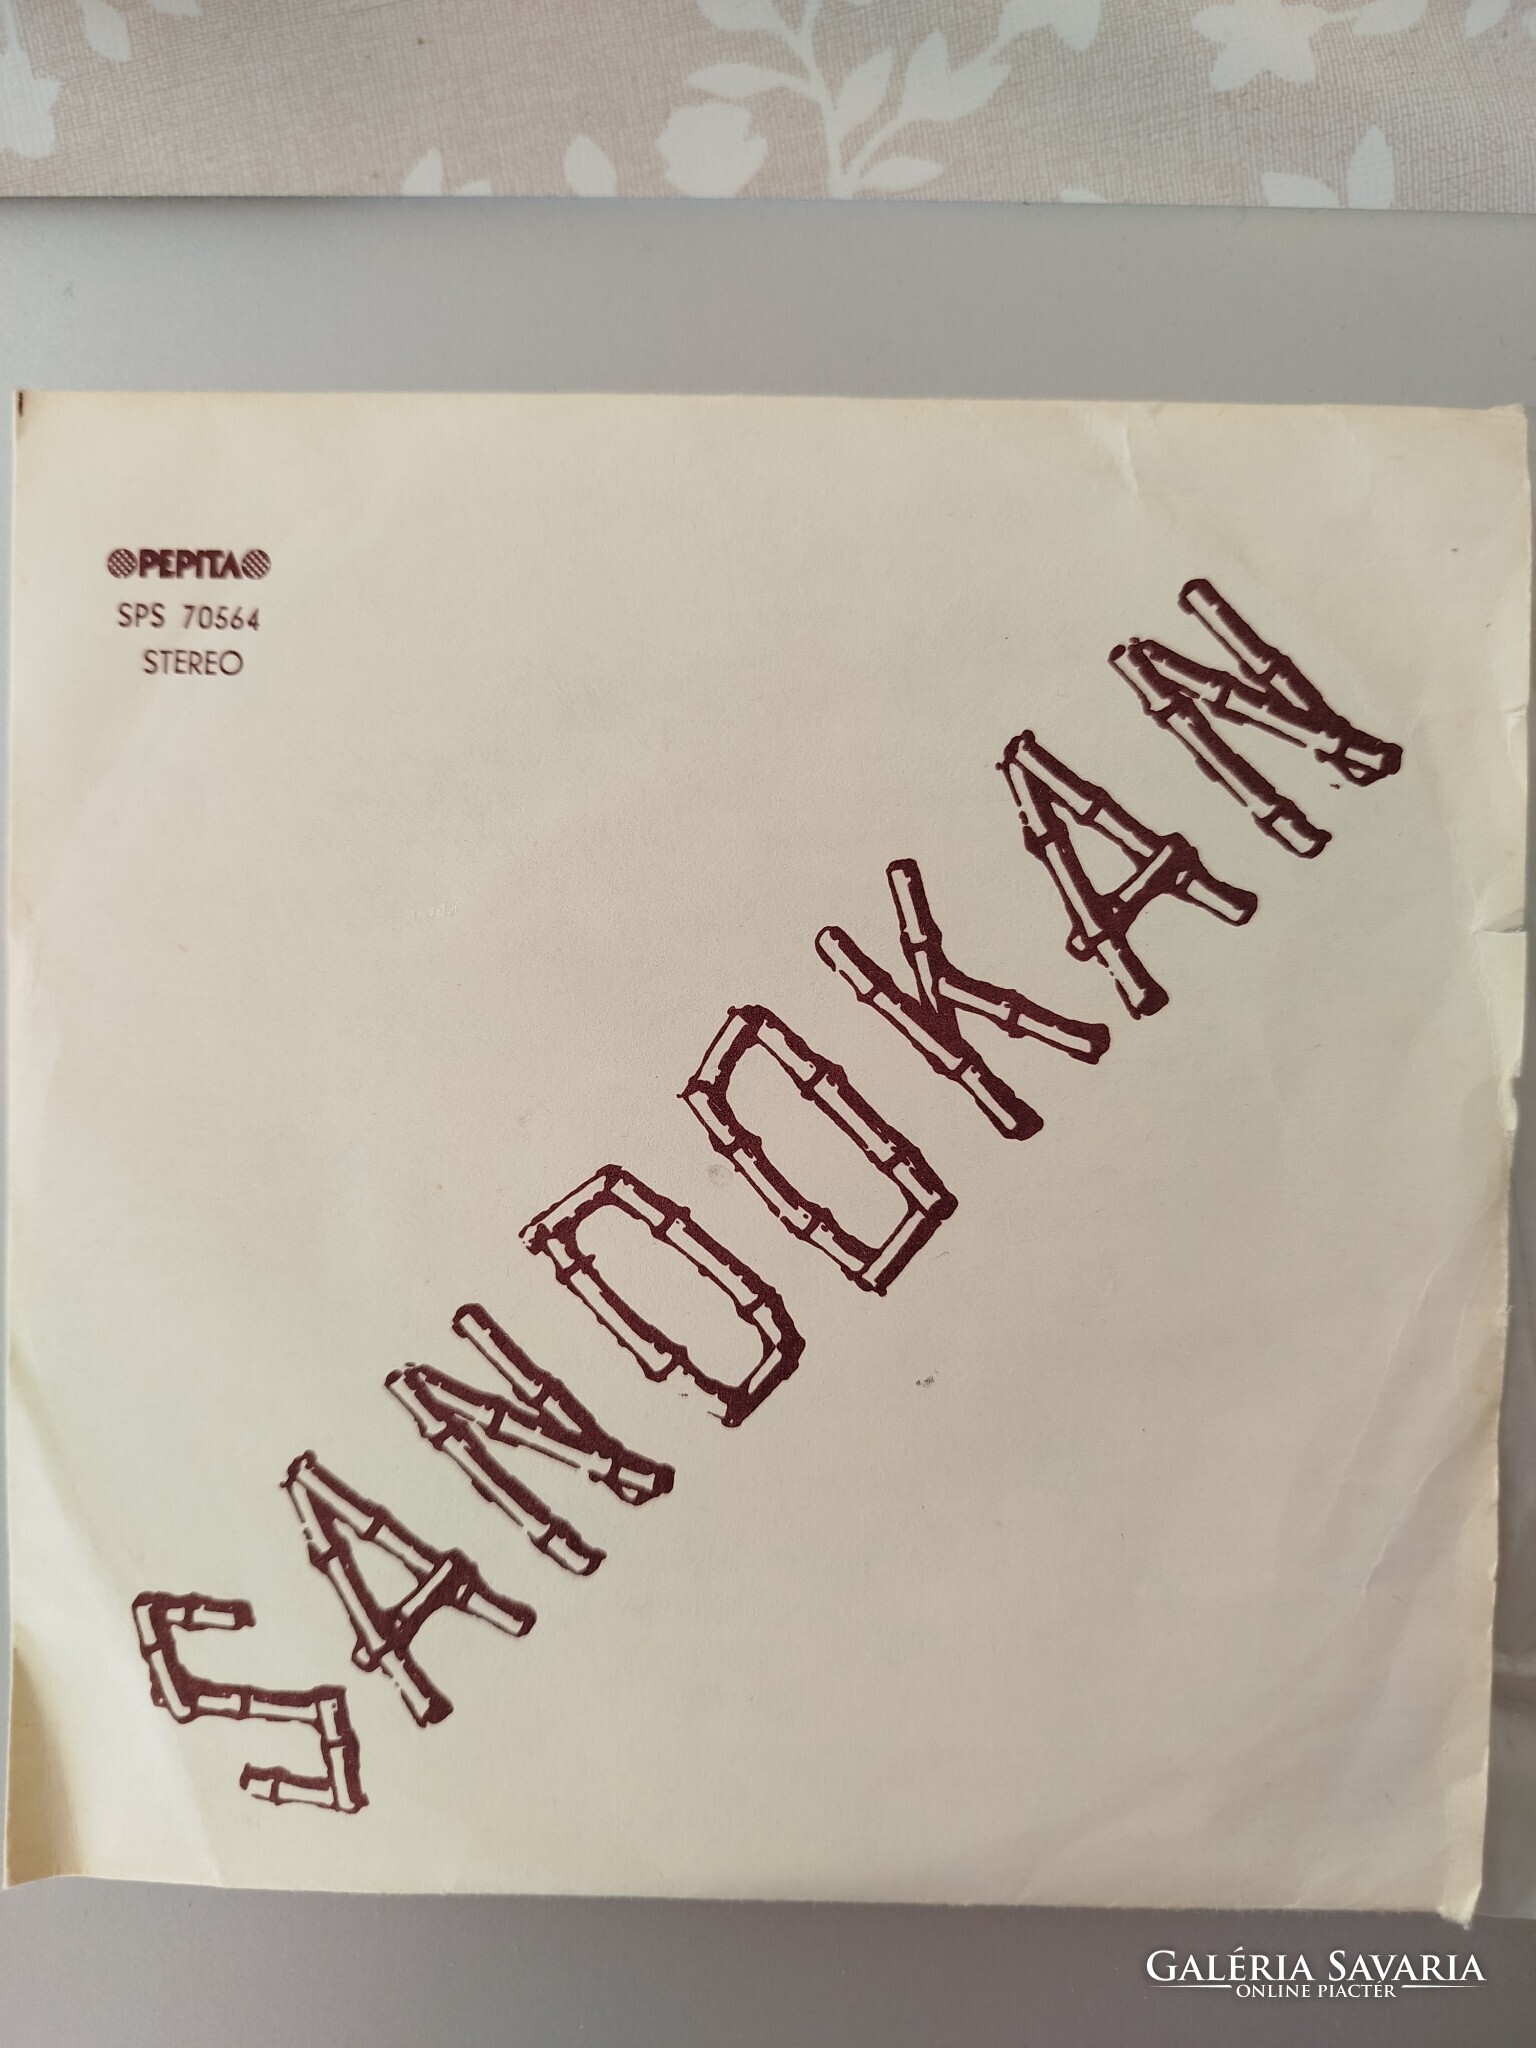 PEPITA
SPS 70564
STEREO
SANDOKAN
GALÉRIA SAVARIA
ONLINE PIACTÉR